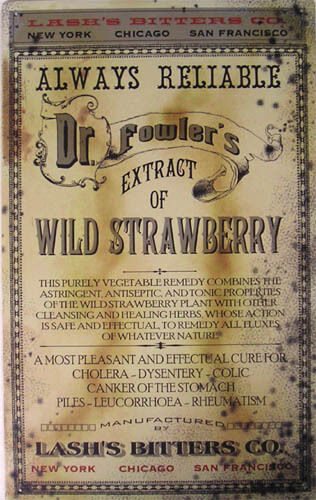 LASH'S BITTERS CO.
NEW YORK CHICAGO SAN FRANCISCO
ALWAYS RELIABLE
Dr. Fowler's
EXTRACT
OF
WILD STRAWBERRY
THIS PURELY VEGETABLE REMEDY COMBINES THE
ASTRINGENT, ANTISEPTIC, AND TONIC PROPERTIES
OF THE WILD STRAWBERRY PLANT WITH OTHER
CLEANSING AND HEALING HERBS, WHOSE ACTION
IS SAFE AND EFFECTUAL, TO REMEDY ALL FLUXES
OF WHATEVER NATURE.
A MOST PLEASANT AND EFFECTUAL CURE FOR
CHOLERA - DYSENTERY - COLIC
CANKER OF THE STOMACH
PILES - LEUCORRHOEA - RHEUMATISM
MANUFACTURED
BY
LASH'S BITTERS, CO.
NEW YORK CHICAGO SAN FRANCISCO